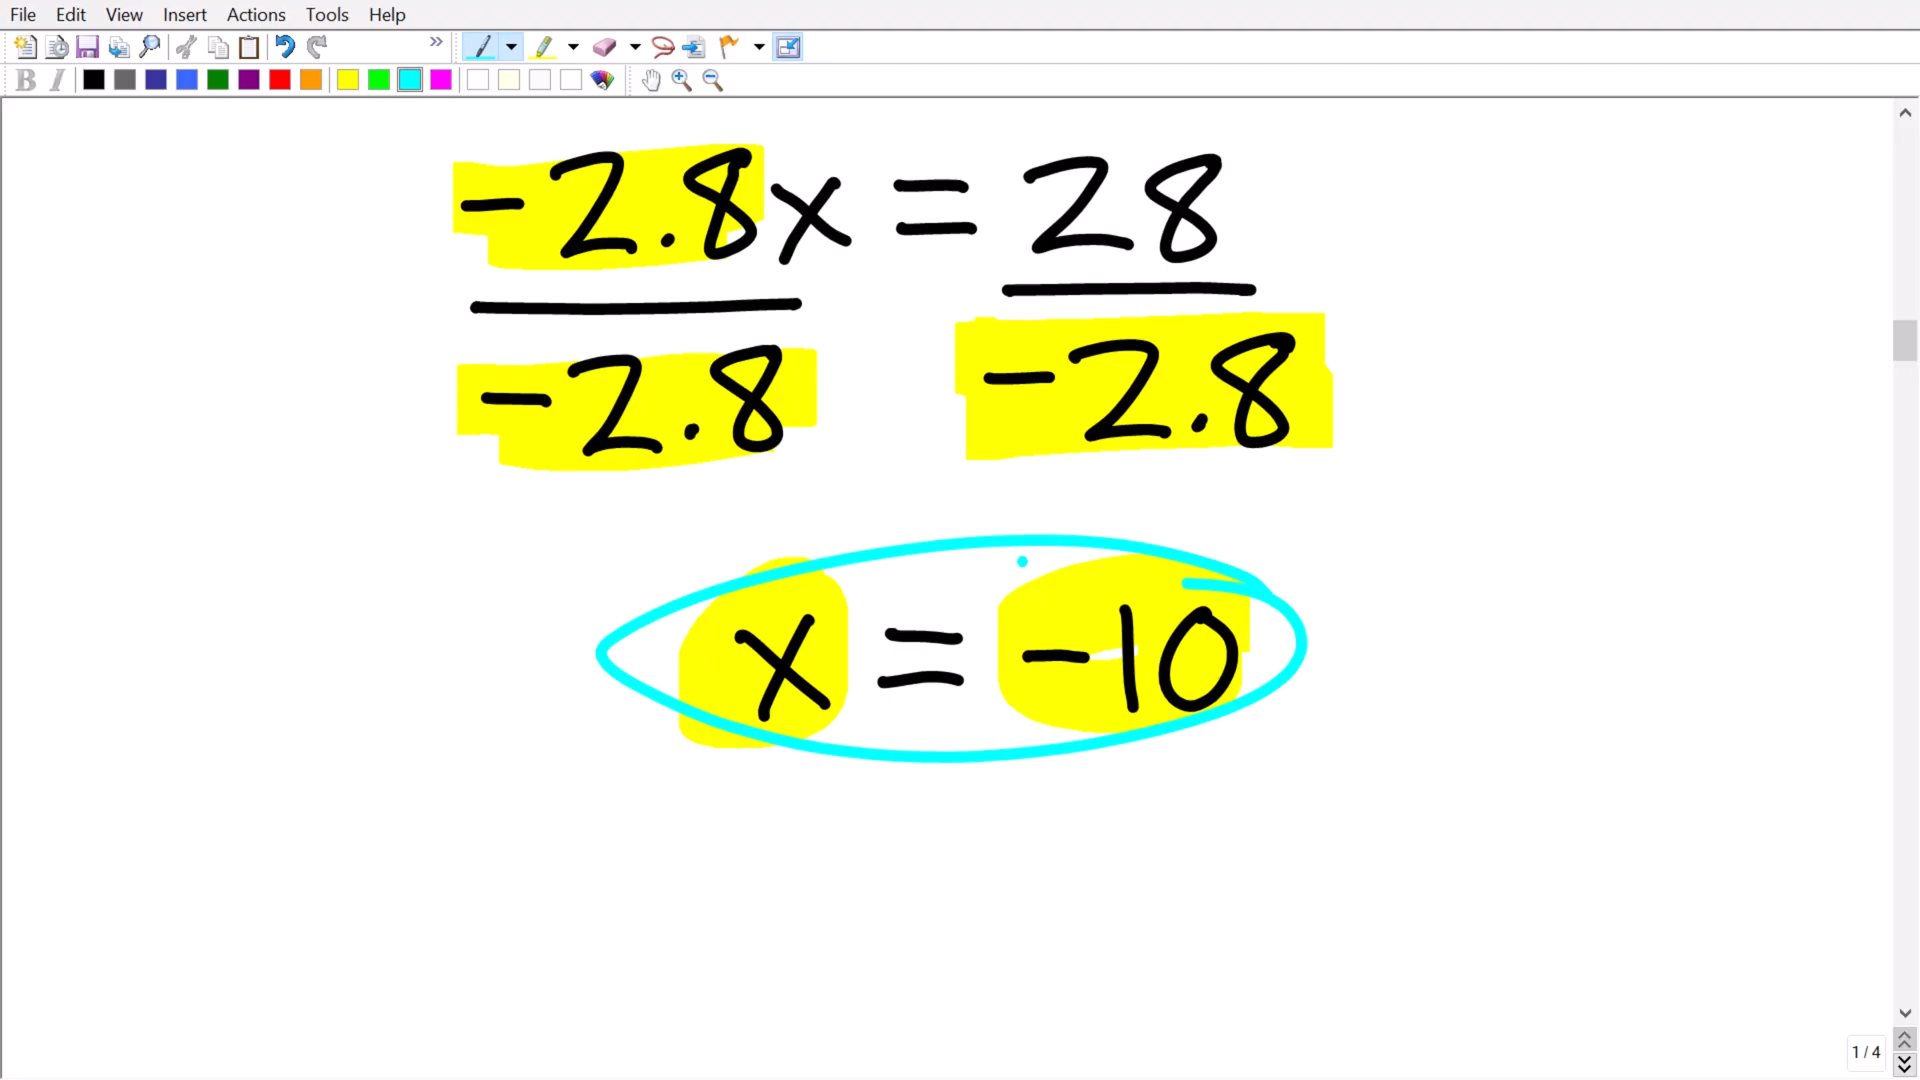 File Edit View Insert Actions Tools Help
B I
-2.8x = 28
-2.8 -2.8
x = -10
1 / 4